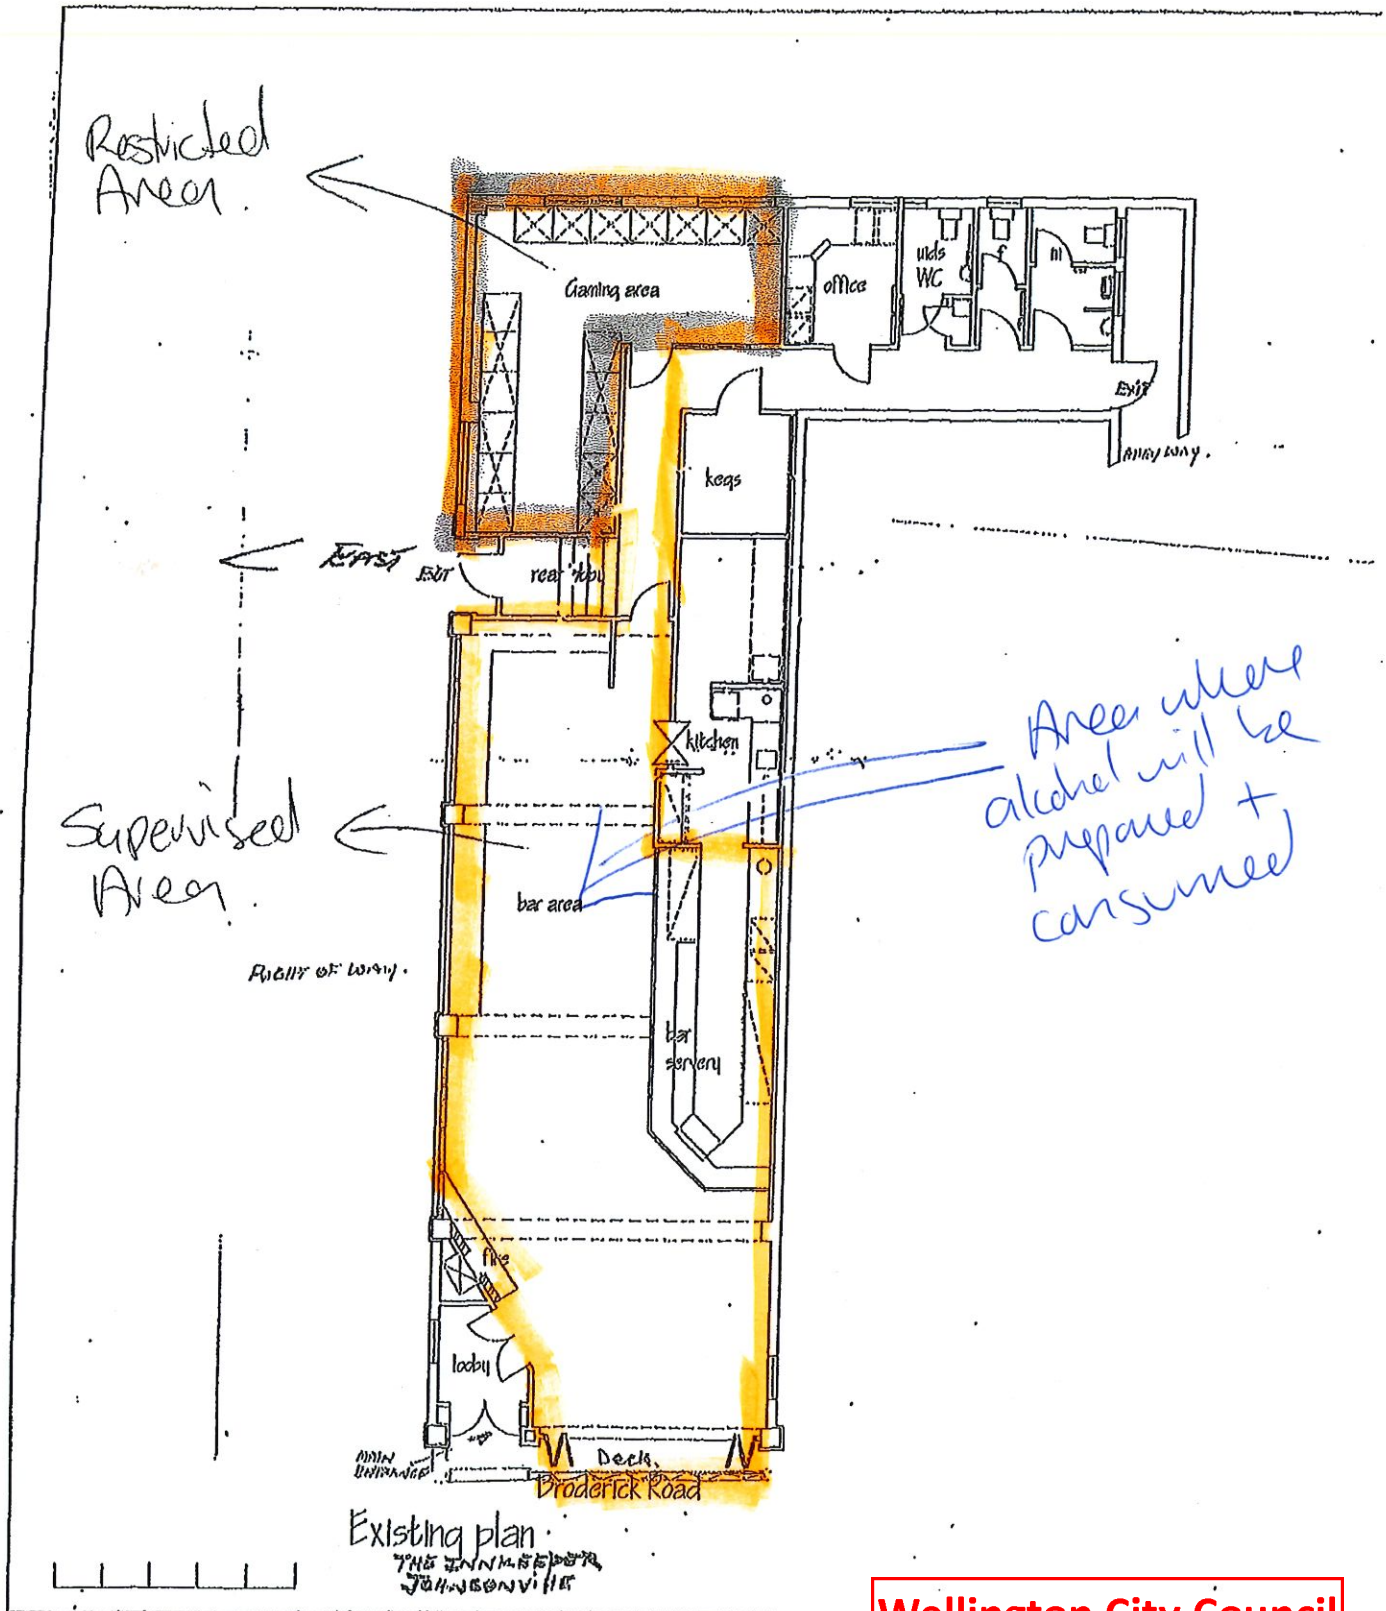 Restricted
Area.
Gaming area
office
WC
f
m
EXIT
kegs
EAST
EXIT
rear
kitchen
Area where
alcohol will be
prepared +
consumed
Supervised
Area
bar area
RIGHT OF WAY.
bar
servery
fire
lobby
MAIN
ENTRANCE
Deck.
Broderick Road
Existing plan
THE INNKEEPER
JOHNSONVILLE
Wellington City Council